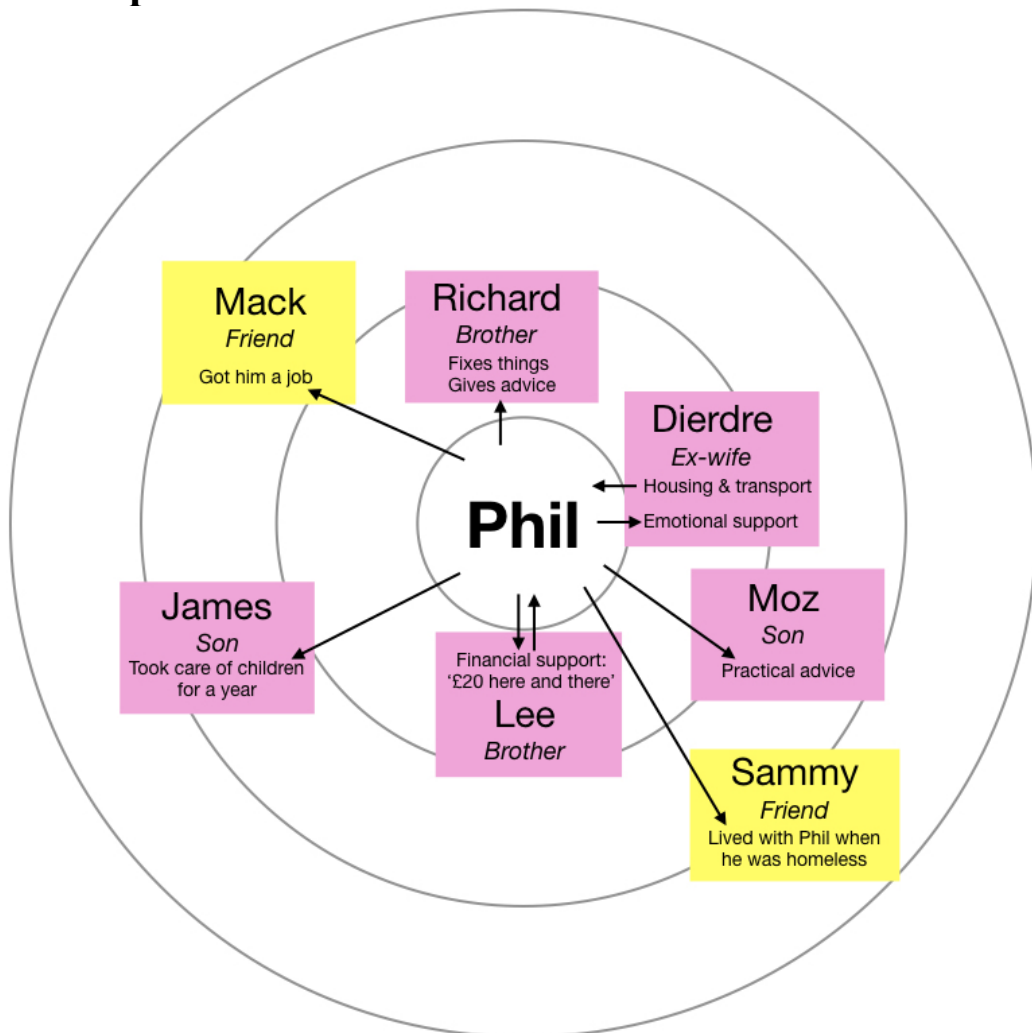 Mack
Friend
Got him a job
Richard
Brother
Fixes things
Gives advice
Dierdre
Ex-wife
Housing & transport
Emotional support
Phil
James
Son
Took care of children
for a year
Financial support:
‘£20 here and there’
Lee
Brother
Moz
Son
Practical advice
Sammy
Friend
Lived with Phil when
he was homeless